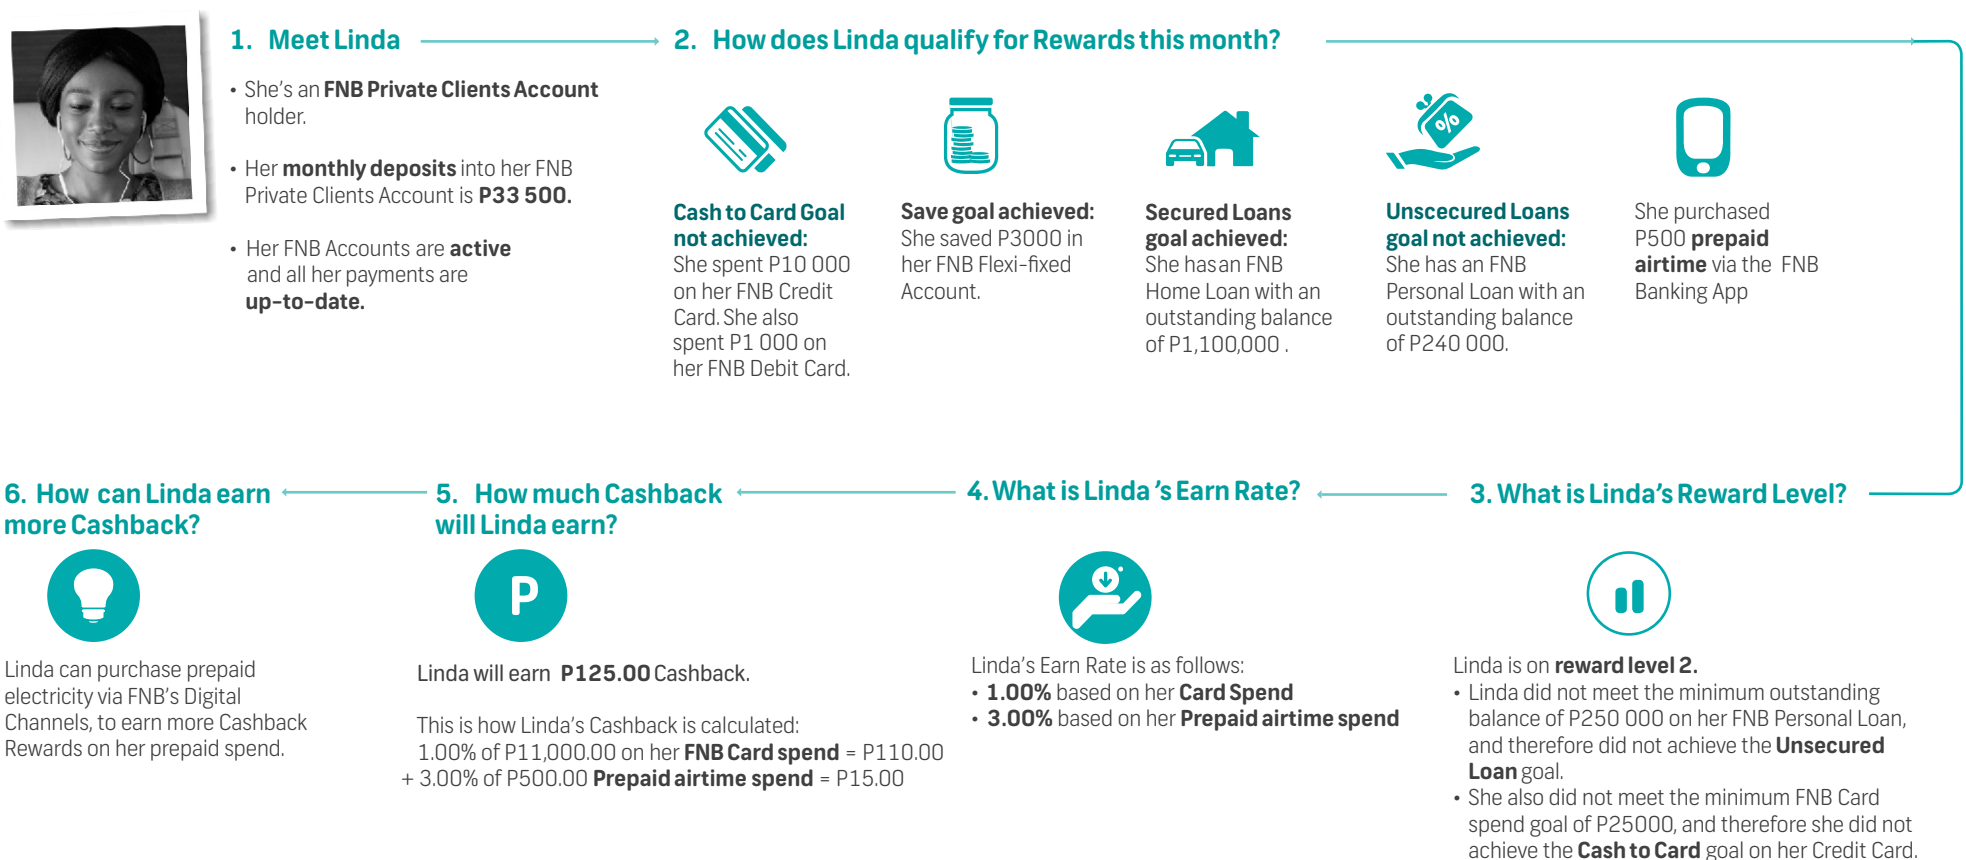 1. Meet Linda
• She's an FNB Private Clients Account
holder.
• Her monthly deposits into her FNB
Private Clients Account is P33 500.
• Her FNB Accounts are active
and all her payments are
up-to-date.
2. How does Linda qualify for Rewards this month?
Cash to Card Goal
not achieved:
She spent P10 000
on her FNB Credit
Card. She also
spent P1 000 on
her FNB Debit Card.
Save goal achieved:
She saved P3000 in
her FNB Flexi-fixed
Account.
Secured Loans
goal achieved:
She has an FNB
Home Loan with an
outstanding balance
of P1,100,000 .
%
Unscecured Loans
goal not achieved:
She has an FNB
Personal Loan with an
outstanding balance
of P240 000.
She purchased
P500 prepaid
airtime via the FNB
Banking App
3. What is Linda's Reward Level?
Linda is on reward level 2.
• Linda did not meet the minimum outstanding
balance of P250 000 on her FNB Personal Loan,
and therefore did not achieve the Unsecured
Loan goal.
• She also did not meet the minimum FNB Card
spend goal of P25000, and therefore she did not
achieve the Cash to Card goal on her Credit Card.
4. What is Linda 's Earn Rate?
Linda's Earn Rate is as follows:
• 1.00% based on her Card Spend
• 3.00% based on her Prepaid airtime spend
5. How much Cashback
will Linda earn?
P
Linda will earn P125.00 Cashback.
This is how Linda's Cashback is calculated:
1.00% of P11,000.00 on her FNB Card spend = P110.00
+ 3.00% of P500.00 Prepaid airtime spend = P15.00
6. How can Linda earn
more Cashback?
Linda can purchase prepaid
electricity via FNB's Digital
Channels, to earn more Cashback
Rewards on her prepaid spend.